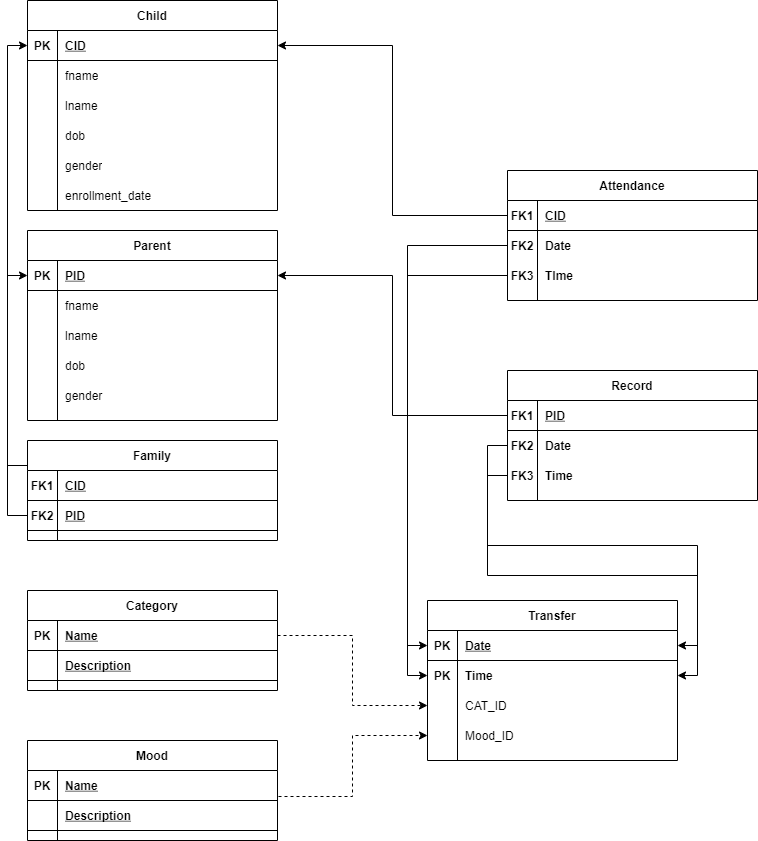 Child
PK CID
fname
lname
dob
gender
enrollment_date
Parent
PK PID
fname
lname
dob
gender
Family
FK1 CID
FK2 PID
Category
PK Name
Description
Mood
PK Name
Description
Attendance
FK1 CID
FK2 Date
FK3 TIme
Record
FK1 PID
FK2 Date
FK3 Time
Transfer
PK Date
PK Time
CAT_ID
Mood_ID